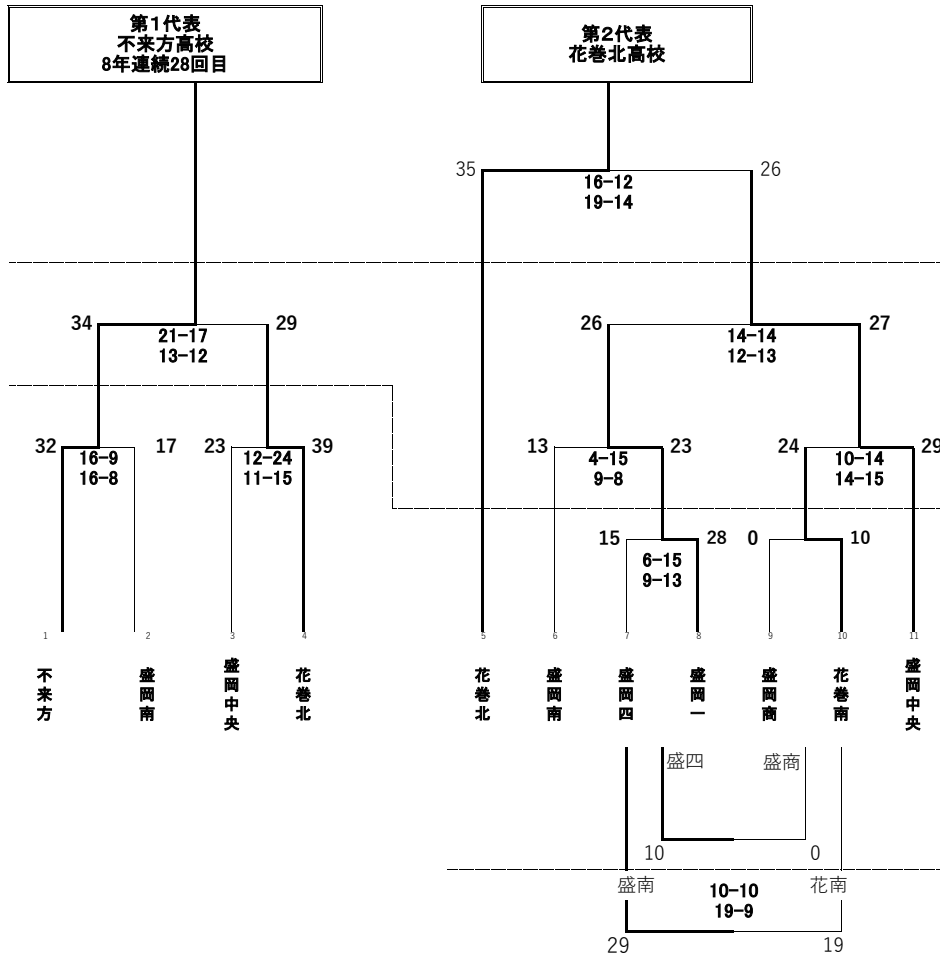 第1代表
不来方高校
8年連続28回目
第2代表
花巻北高校
35
26
16-12
19-14
34
29
21-17
13-12
26
27
14-14
12-13
32
17
16-9
16-8
23
39
12-24
11-15
13
23
4-15
9-8
24
29
10-14
14-15
15
28
6-15
9-13
0
10
1
2
3
4
5
6
7
8
9
10
11
不来方
盛岡南
盛岡中央
花巻北
花巻北
盛岡南
盛岡四
盛岡一
盛岡商
花巻南
盛岡中央
盛四
盛商
10
0
盛南
花南
10-10
19-9
29
19